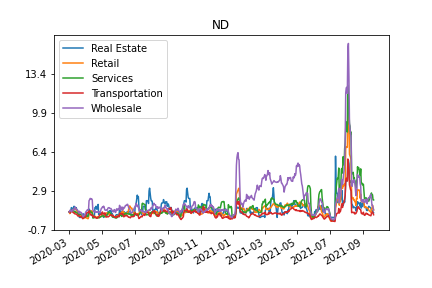 ND
Real Estate
Retail
Services
Transportation
Wholesale
13.4
9.9
6.4
2.9
-0.7
2020-03
2020-05
2020-07
2020-09
2020-11
2021-01
2021-03
2021-05
2021-07
2021-09